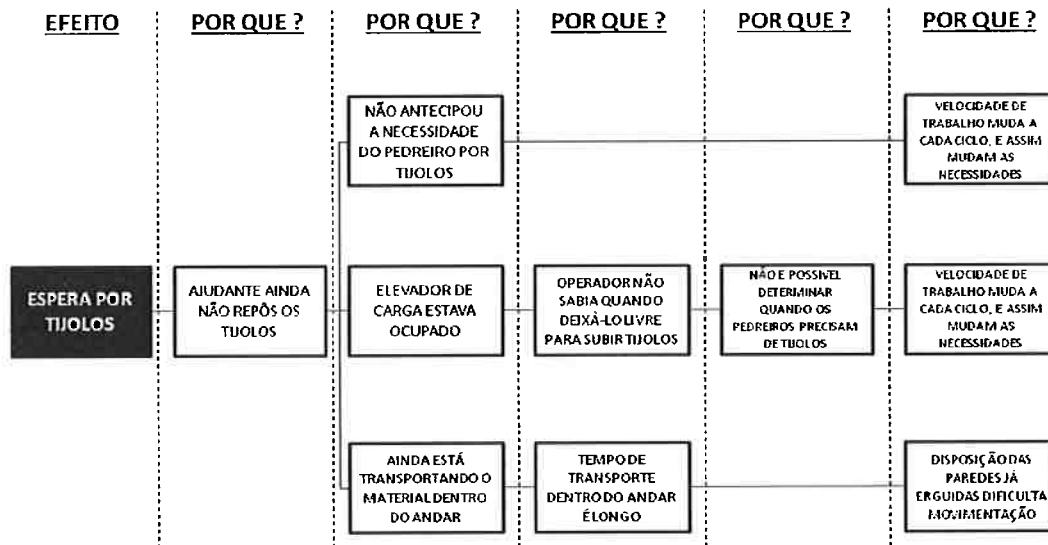 EFEITO
POR QUE ?
POR QUE ?
POR QUE ?
POR QUE ?
POR QUE ?
NÃO ANTECIPOU
A NECESSIDADE
DO PEDREIRO POR
TIJOLOS
VELOCIDADE DE
TRABALHO MUDA A
CADA CICLO, E ASSIM
MUDAM AS
NECESSIDADES
ESPERA POR
TIJOLOS
AJUDANTE AINDA
NÃO REPÔS OS
TIJOLOS
ELEVADOR DE
CARGA ESTAVA
OCUPADO
OPERADOR NÃO
SABIA QUANDO
DEIXÁ-LO LIVRE
PARA SUBIR TIJOLOS
NÃO E POSSIVEL
DETERMINAR
QUANDO OS
PEDREIROS PRECISAM
DE TIJOLOS
VELOCIDADE DE
TRABALHO MUDA A
CADA CICLO, E ASSIM
MUDAM AS
NECESSIDADES
AINDA ESTÁ
TRANSPORTANDO O
MATERIAL DENTRO
DO ANDAR
TEMPO DE
TRANSPORTE
DENTRO DO ANDAR
É LONGO
DISPOSIÇÃO DAS
PAREDES JÁ
ERGUIDAS DIFICULTA
MOVIMENTAÇÃO